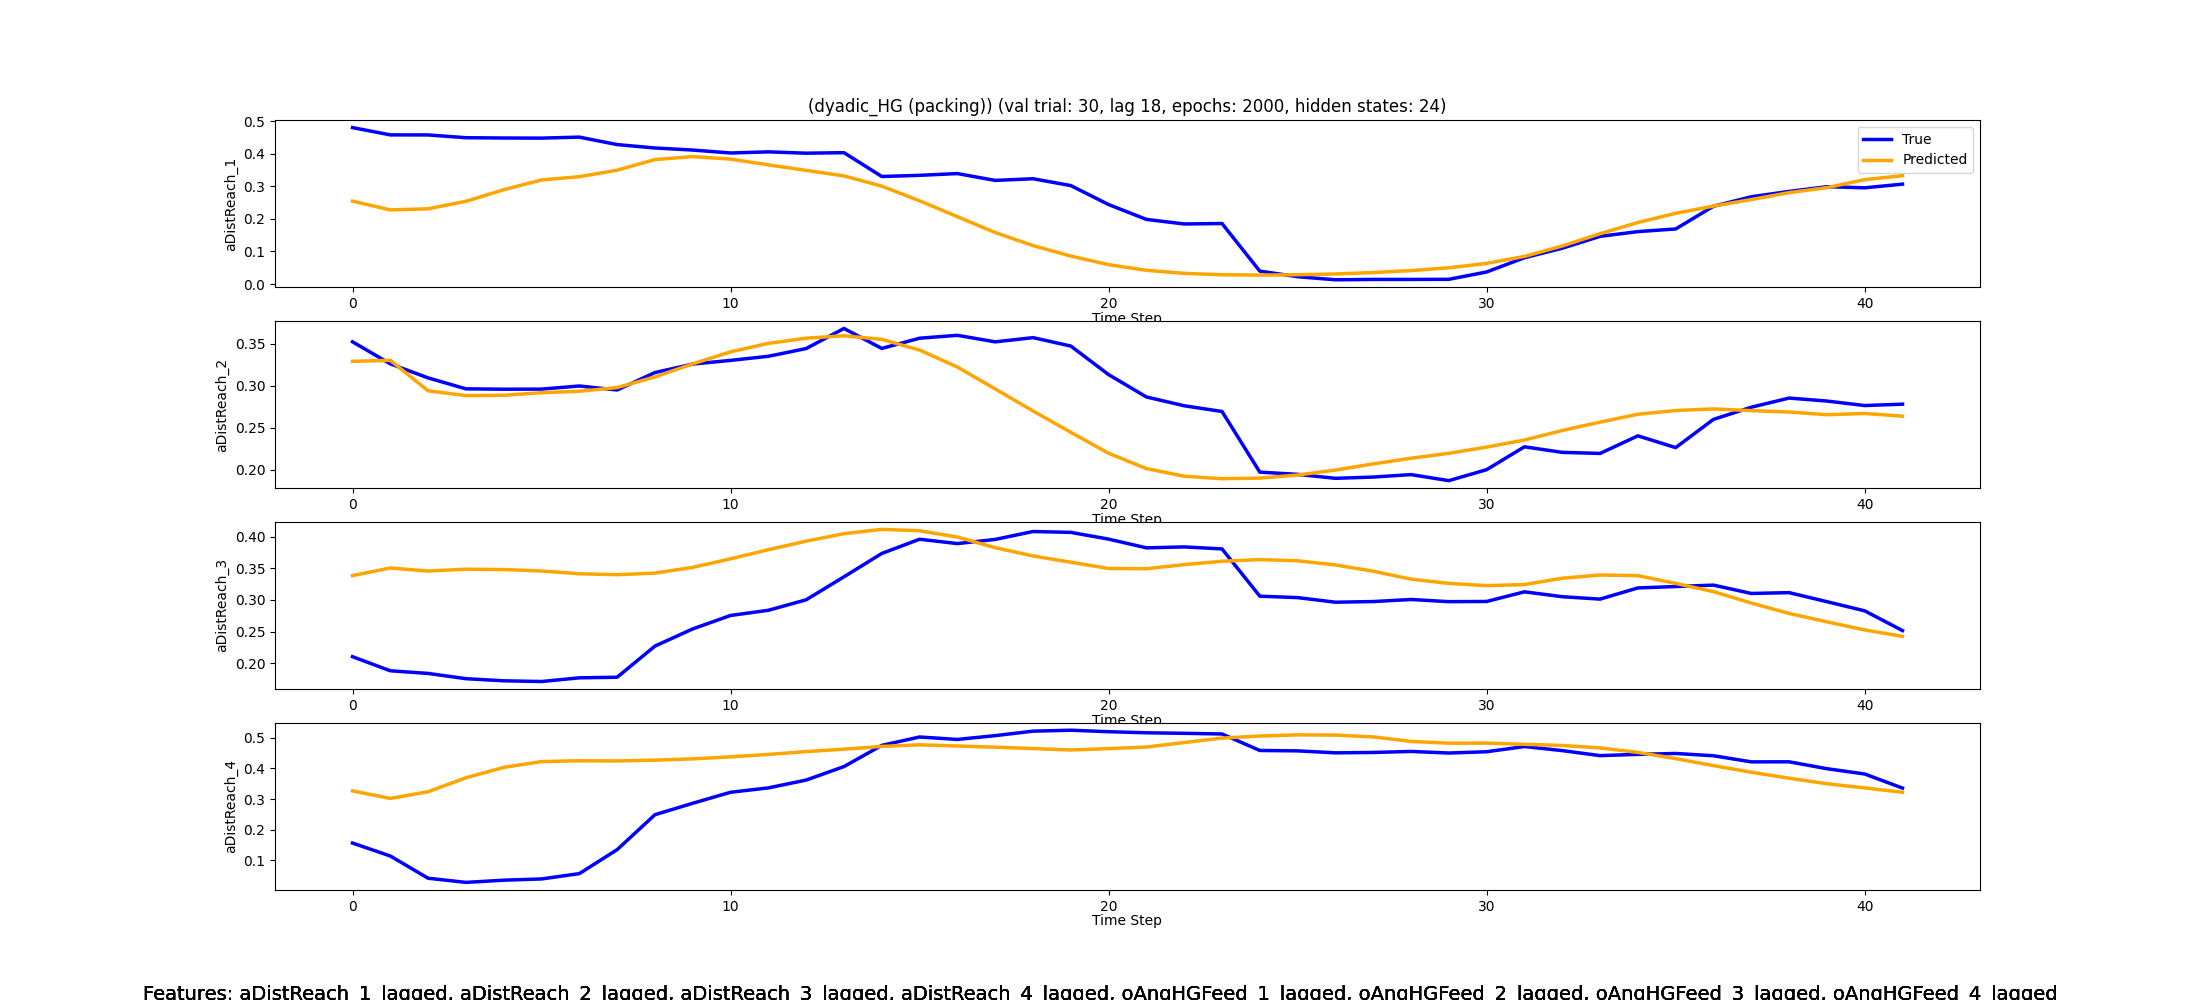 (dyadic_HG (packing)) (val trial: 30, lag 18, epochs: 2000, hidden states: 24)
aDistReach_1
0.5
0.4
0.3
0.2
0.1
0.0
True
Predicted
0 10 20 30 40
Time Step
aDistReach_2
0.35
0.30
0.25
0.20
0 10 20 30 40
Time Step
aDistReach_3
0.40
0.35
0.30
0.25
0.20
0 10 20 30 40
Time Step
aDistReach_4
0.5
0.4
0.3
0.2
0.1
0 10 20 30 40
Time Step
Features: aDistReach_1_lagged, aDistReach_2_lagged, aDistReach_3_lagged, aDistReach_4_lagged, oAngHGFeed_1_lagged, oAngHGFeed_2_lagged, oAngHGFeed_3_lagged, oAngHGFeed_4_lagged